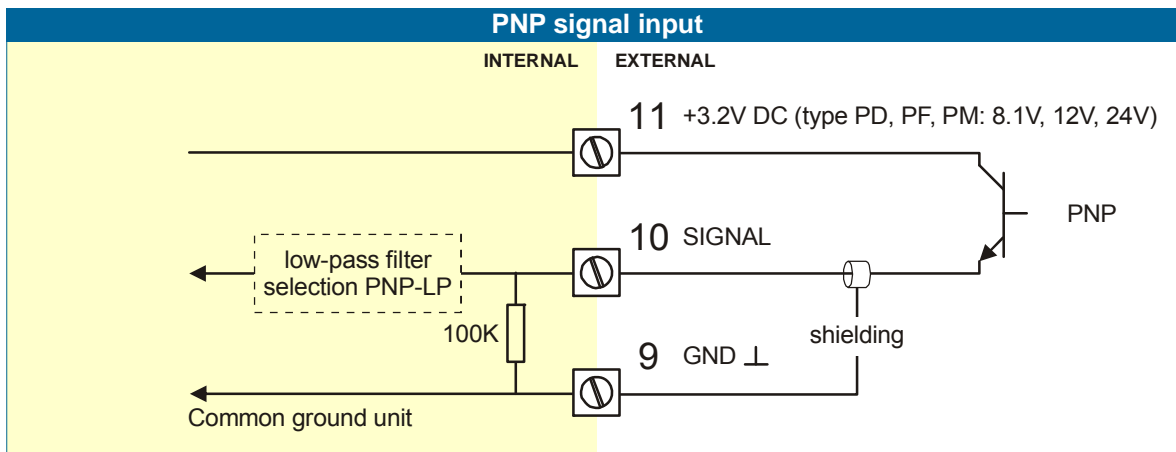 PNP signal input
INTERNAL EXTERNAL
11 +3.2V DC (type PD, PF, PM: 8.1V, 12V, 24V)
PNP
10 SIGNAL
low-pass filter
selection PNP-LP
100K
shielding
9 GND ⊥
Common ground unit